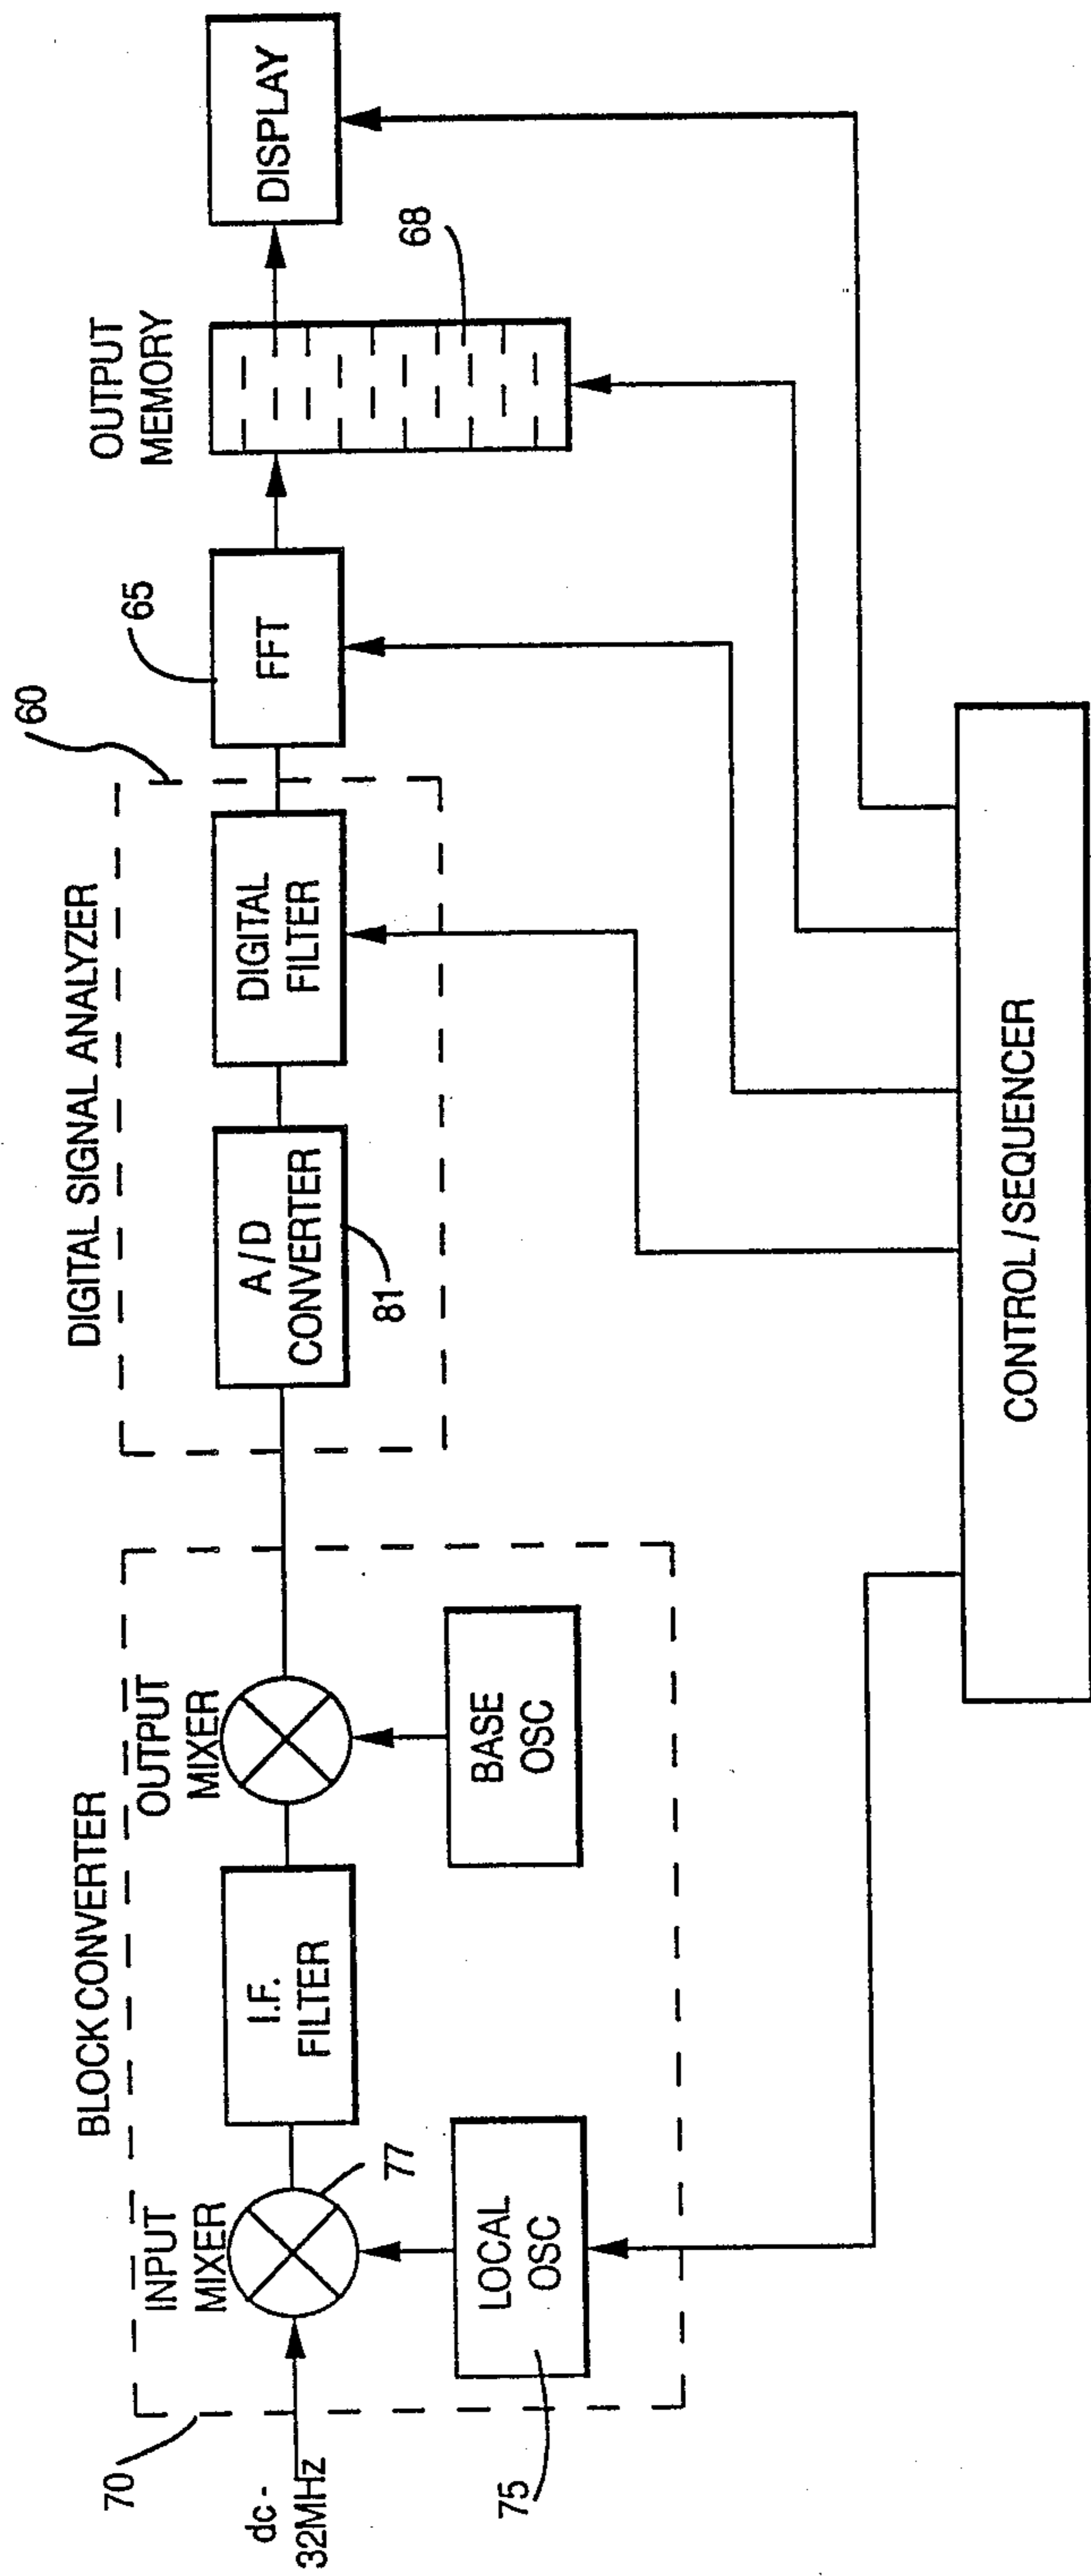 BLOCK CONVERTER
DIGITAL SIGNAL ANALYZER
60
70
INPUT
MIXER
77
OUTPUT
MIXER
65
OUTPUT
MEMORY
dc -
32MHz
I.F.
FILTER
A/D
CONVERTER
81
DIGITAL
FILTER
FFT
68
DISPLAY
LOCAL
OSC
75
BASE
OSC
CONTROL/SEQUENCER